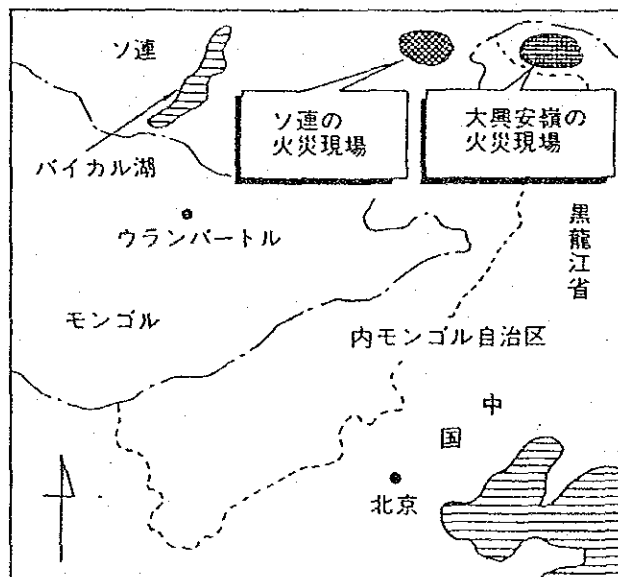 ソ連
ソ連の
火災現場
大興安嶺の
火災現場
バイカル湖
ウランバートル
黒龍江省
モンゴル
内モンゴル自治区
中
国
北京